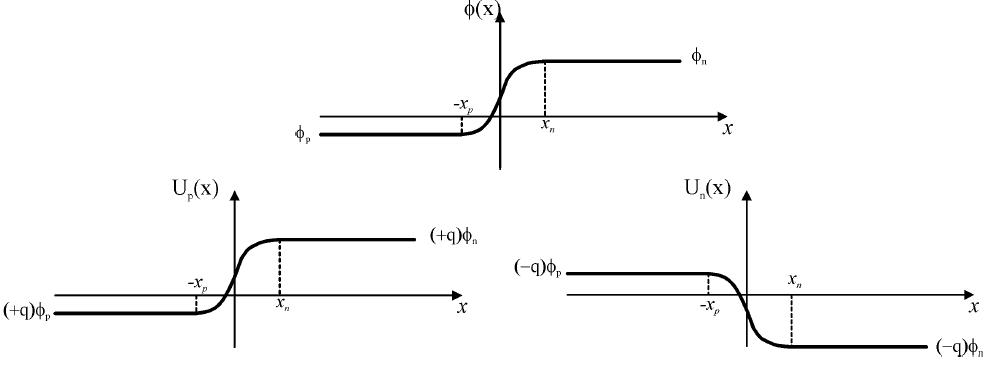 ϕ(x)
ϕn
-xp
xn
x
ϕp
Up(x)
(+q)ϕn
-xp
xn
x
(+q)ϕp
Un(x)
(−q)ϕp
xn
-xp
x
(−q)ϕn